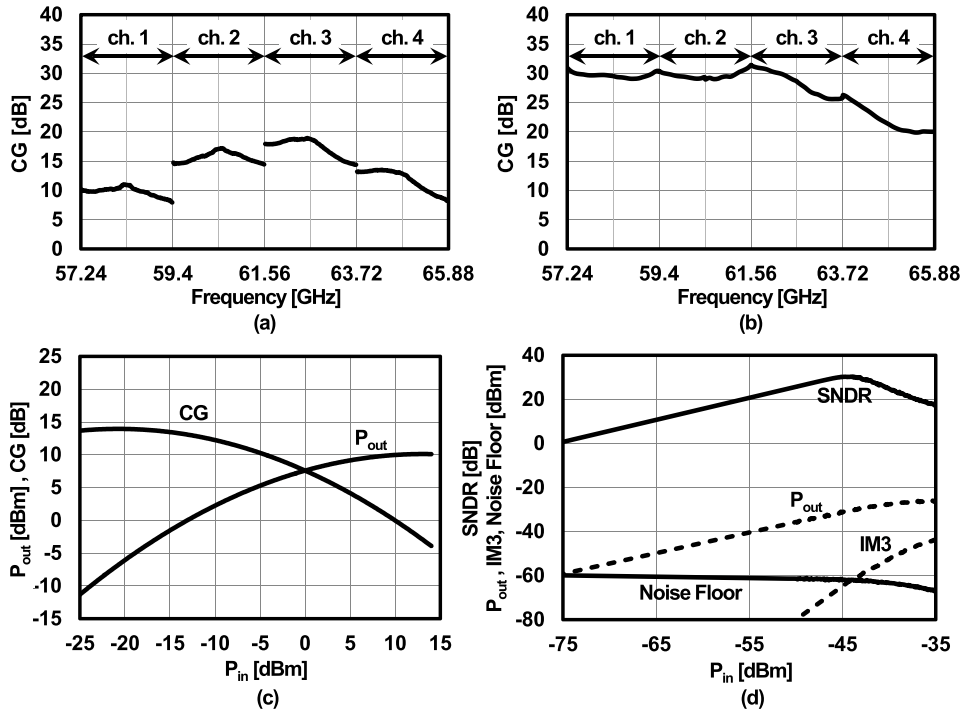 40
35
30
25
20
15
10
5
0
CG [dB]
ch. 1 ch. 2 ch. 3 ch. 4
57.24 59.4 61.56 63.72 65.88
Frequency [GHz]
(a)
40
35
30
25
20
15
10
5
0
CG [dB]
ch. 1 ch. 2 ch. 3 ch. 4
57.24 59.4 61.56 63.72 65.88
Frequency [GHz]
(b)
25
20
15
10
5
0
-5
-10
-15
Pout [dBm] , CG [dB]
CG
Pout
-25 -20 -15 -10 -5 0 5 10 15
Pin [dBm]
(c)
40
20
0
-20
-40
-60
-80
SNDR [dB]
Pout , IM3, Noise Floor [dBm]
SNDR
Pout
IM3
Noise Floor
-75 -65 -55 -45 -35
Pin [dBm]
(d)